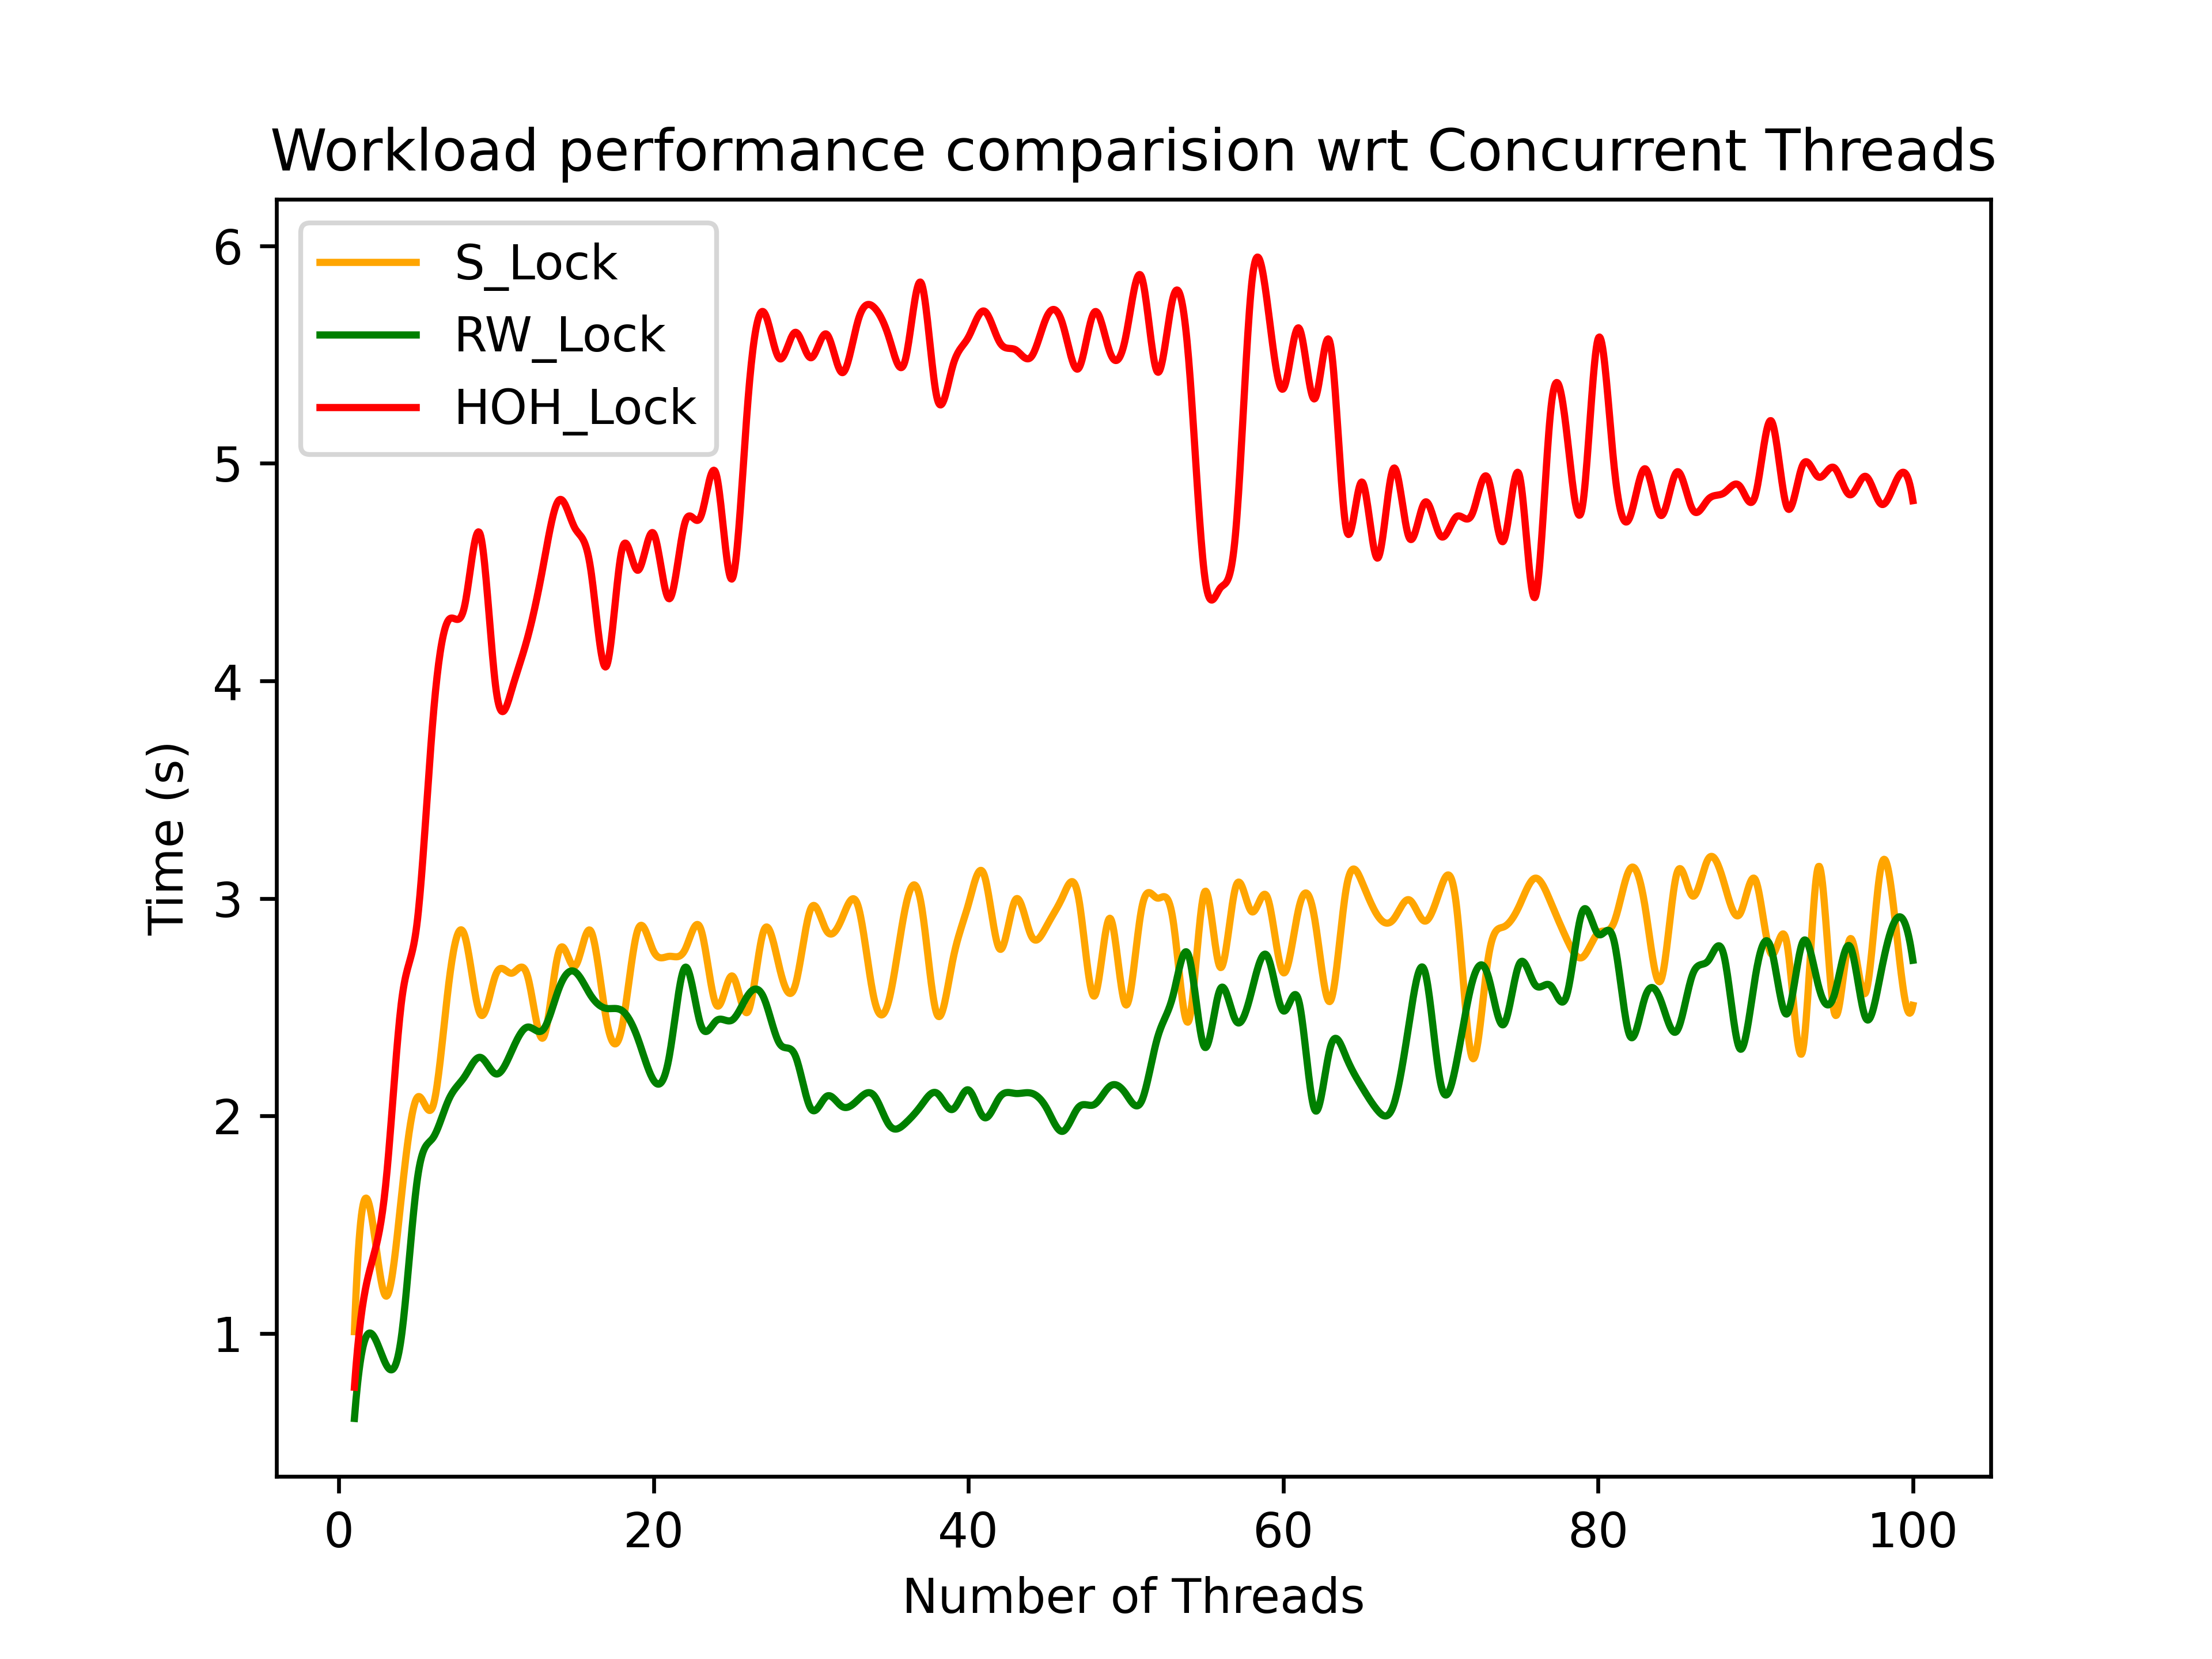 Workload performance comparision wrt Concurrent Threads
S_Lock
RW_Lock
HOH_Lock
6
5
4
3
2
1
Time (s)
0 20 40 60 80 100
Number of Threads